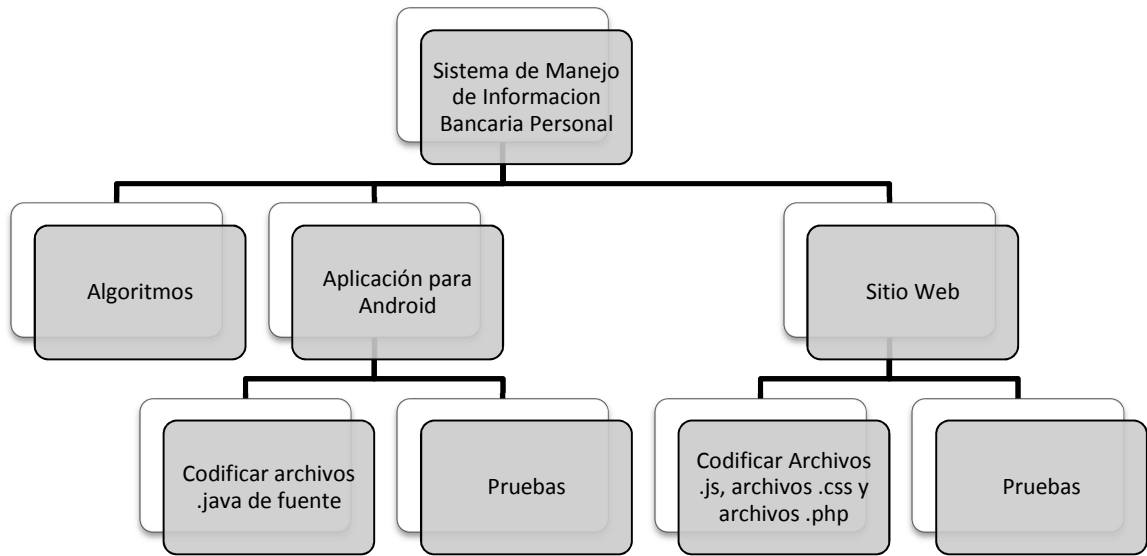 Sistema de Manejo
de Informacion
Bancaria Personal
Algoritmos
Aplicación para
Android
Sitio Web
Codificar archivos
.java de fuente
Pruebas
Codificar Archivos
.js, archivos .css y
archivos .php
Pruebas